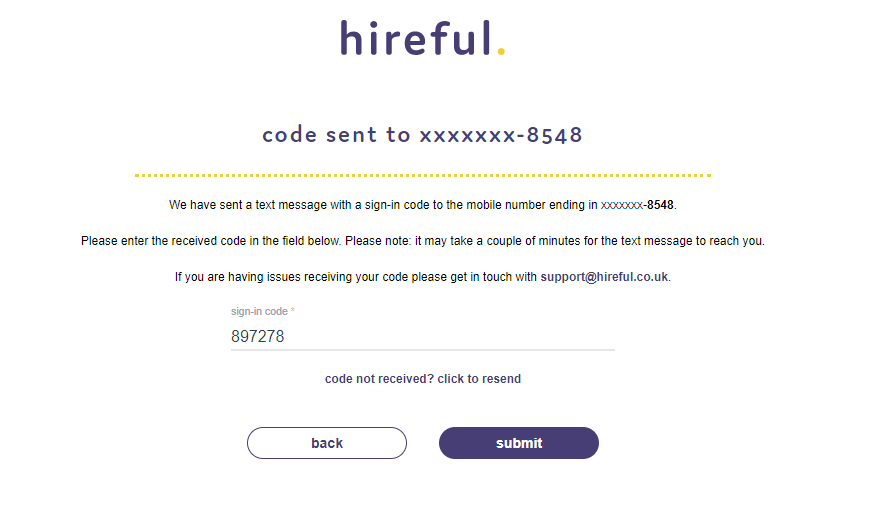 hireful.
code sent to xxxxxxx-8548
We have sent a text message with a sign-in code to the mobile number ending in xxxxxxx-8548.
Please enter the received code in the field below. Please note: it may take a couple of minutes for the text message to reach you.
If you are having issues receiving your code please get in touch with support@hireful.co.uk.
sign-in code *
897278
code not received? click to resend
back submit